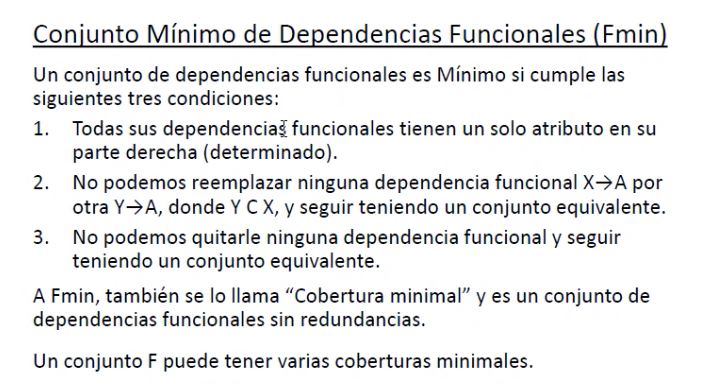 Conjunto Mínimo de Dependencias Funcionales (Fmin)
Un conjunto de dependencias funcionales es Mínimo si cumple las
siguientes tres condiciones:
1. Todas sus dependencias funcionales tienen un solo atributo en su
parte derecha (determinado).
2. No podemos reemplazar ninguna dependencia funcional X→A por
otra Y→A, donde Y C X, y seguir teniendo un conjunto equivalente.
3. No podemos quitarle ninguna dependencia funcional y seguir
teniendo un conjunto equivalente.
A Fmin, también se lo llama “Cobertura minimal” y es un conjunto de
dependencias funcionales sin redundancias.
Un conjunto F puede tener varias coberturas minimales.